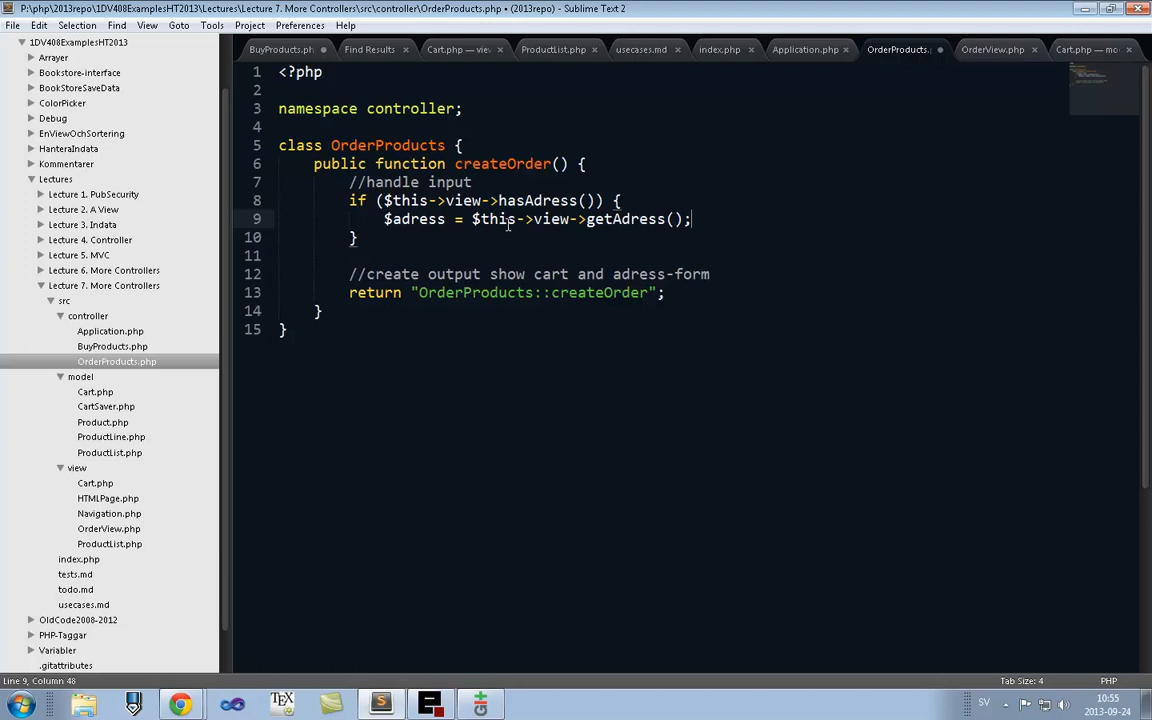 P:\php\2013repo\1DV408ExamplesHT2013\Lectures\Lecture 7. More Controllers\src\controller\OrderProducts.php • (2013repo) - Sublime Text 2
File Edit Selection Find View Goto Tools Project Preferences Help
BuyProducts.ph Find Results × Cart.php — vie × ProductList.php × usecases.md × index.php × Application.php × OrderProducts. OrderView.php × Cart.php — mo ×
1DV408ExamplesHT2013
Arrayer
Bookstore-interface
BookStoreSaveData
ColorPicker
Debug
EnViewOchSortering
HanteraIndata
Kommentarer
Lectures
Lecture 1. PubSecurity
Lecture 2. A View
Lecture 3. Indata
Lecture 4. Controller
Lecture 5. MVC
Lecture 6. More Controllers
Lecture 7. More Controllers
src
controller
Application.php
BuyProducts.php
OrderProducts.php
model
Cart.php
CartSaver.php
Product.php
ProductLine.php
ProductList.php
view
Cart.php
HTMLPage.php
Navigation.php
OrderView.php
ProductList.php
index.php
tests.md
todo.md
usecases.md
OldCode2008-2012
PHP-Taggar
Variabler
.gitattributes
1 <?php
2
3 namespace controller;
4
5 class OrderProducts {
6 public function createOrder() {
7 //handle input
8 if ($this->view->hasAdress()) {
9 $adress = $this->view->getAdress();
10 }
11
12 //create output show cart and adress-form
13 return "OrderProducts::createOrder";
14 }
15 }
Line 9, Column 48 Tab Size: 4 PHP
SV 10:55
2013-09-24